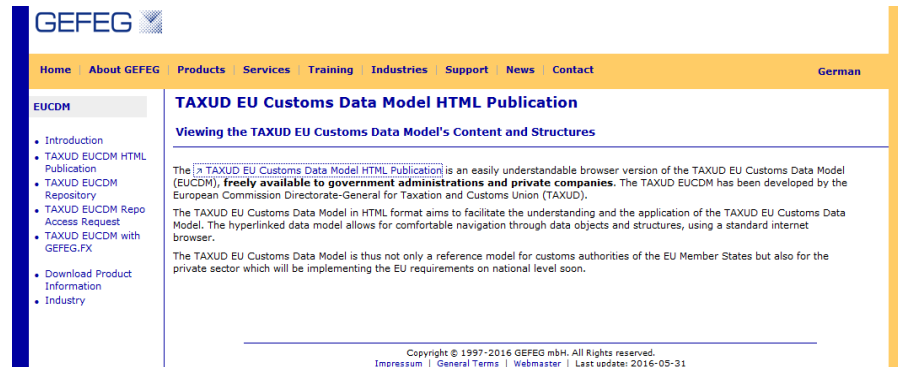 GEFEG
Home | About GEFEG | Products | Services | Training | Industries | Support | News | Contact German
EUCDM
• Introduction
• TAXUD EUCDM HTML
Publication
• TAXUD EUCDM
Repository
• TAXUD EUCDM Repo
Access Request
• TAXUD EUCDM with
GEFEG.FX
• Download Product
Information
• Industry
TAXUD EU Customs Data Model HTML Publication
Viewing the TAXUD EU Customs Data Model's Content and Structures
The TAXUD EU Customs Data Model HTML Publication is an easily understandable browser version of the TAXUD EU Customs Data Model
(EUCDM), freely available to government administrations and private companies. The TAXUD EUCDM has been developed by the
European Commission Directorate-General for Taxation and Customs Union (TAXUD).
The TAXUD EU Customs Data Model in HTML format aims to facilitate the understanding and the application of the TAXUD EU Customs Data
Model. The hyperlinked data model allows for comfortable navigation through data objects and structures, using a standard internet
browser.
The TAXUD EU Customs Data Model is thus not only a reference model for customs authorities of the EU Member States but also for the
private sector which will be implementing the EU requirements on national level soon.
Copyright © 1997-2016 GEFEG mbH. All Rights reserved.
Impressum | General Terms | Webmaster | Last update: 2016-05-31